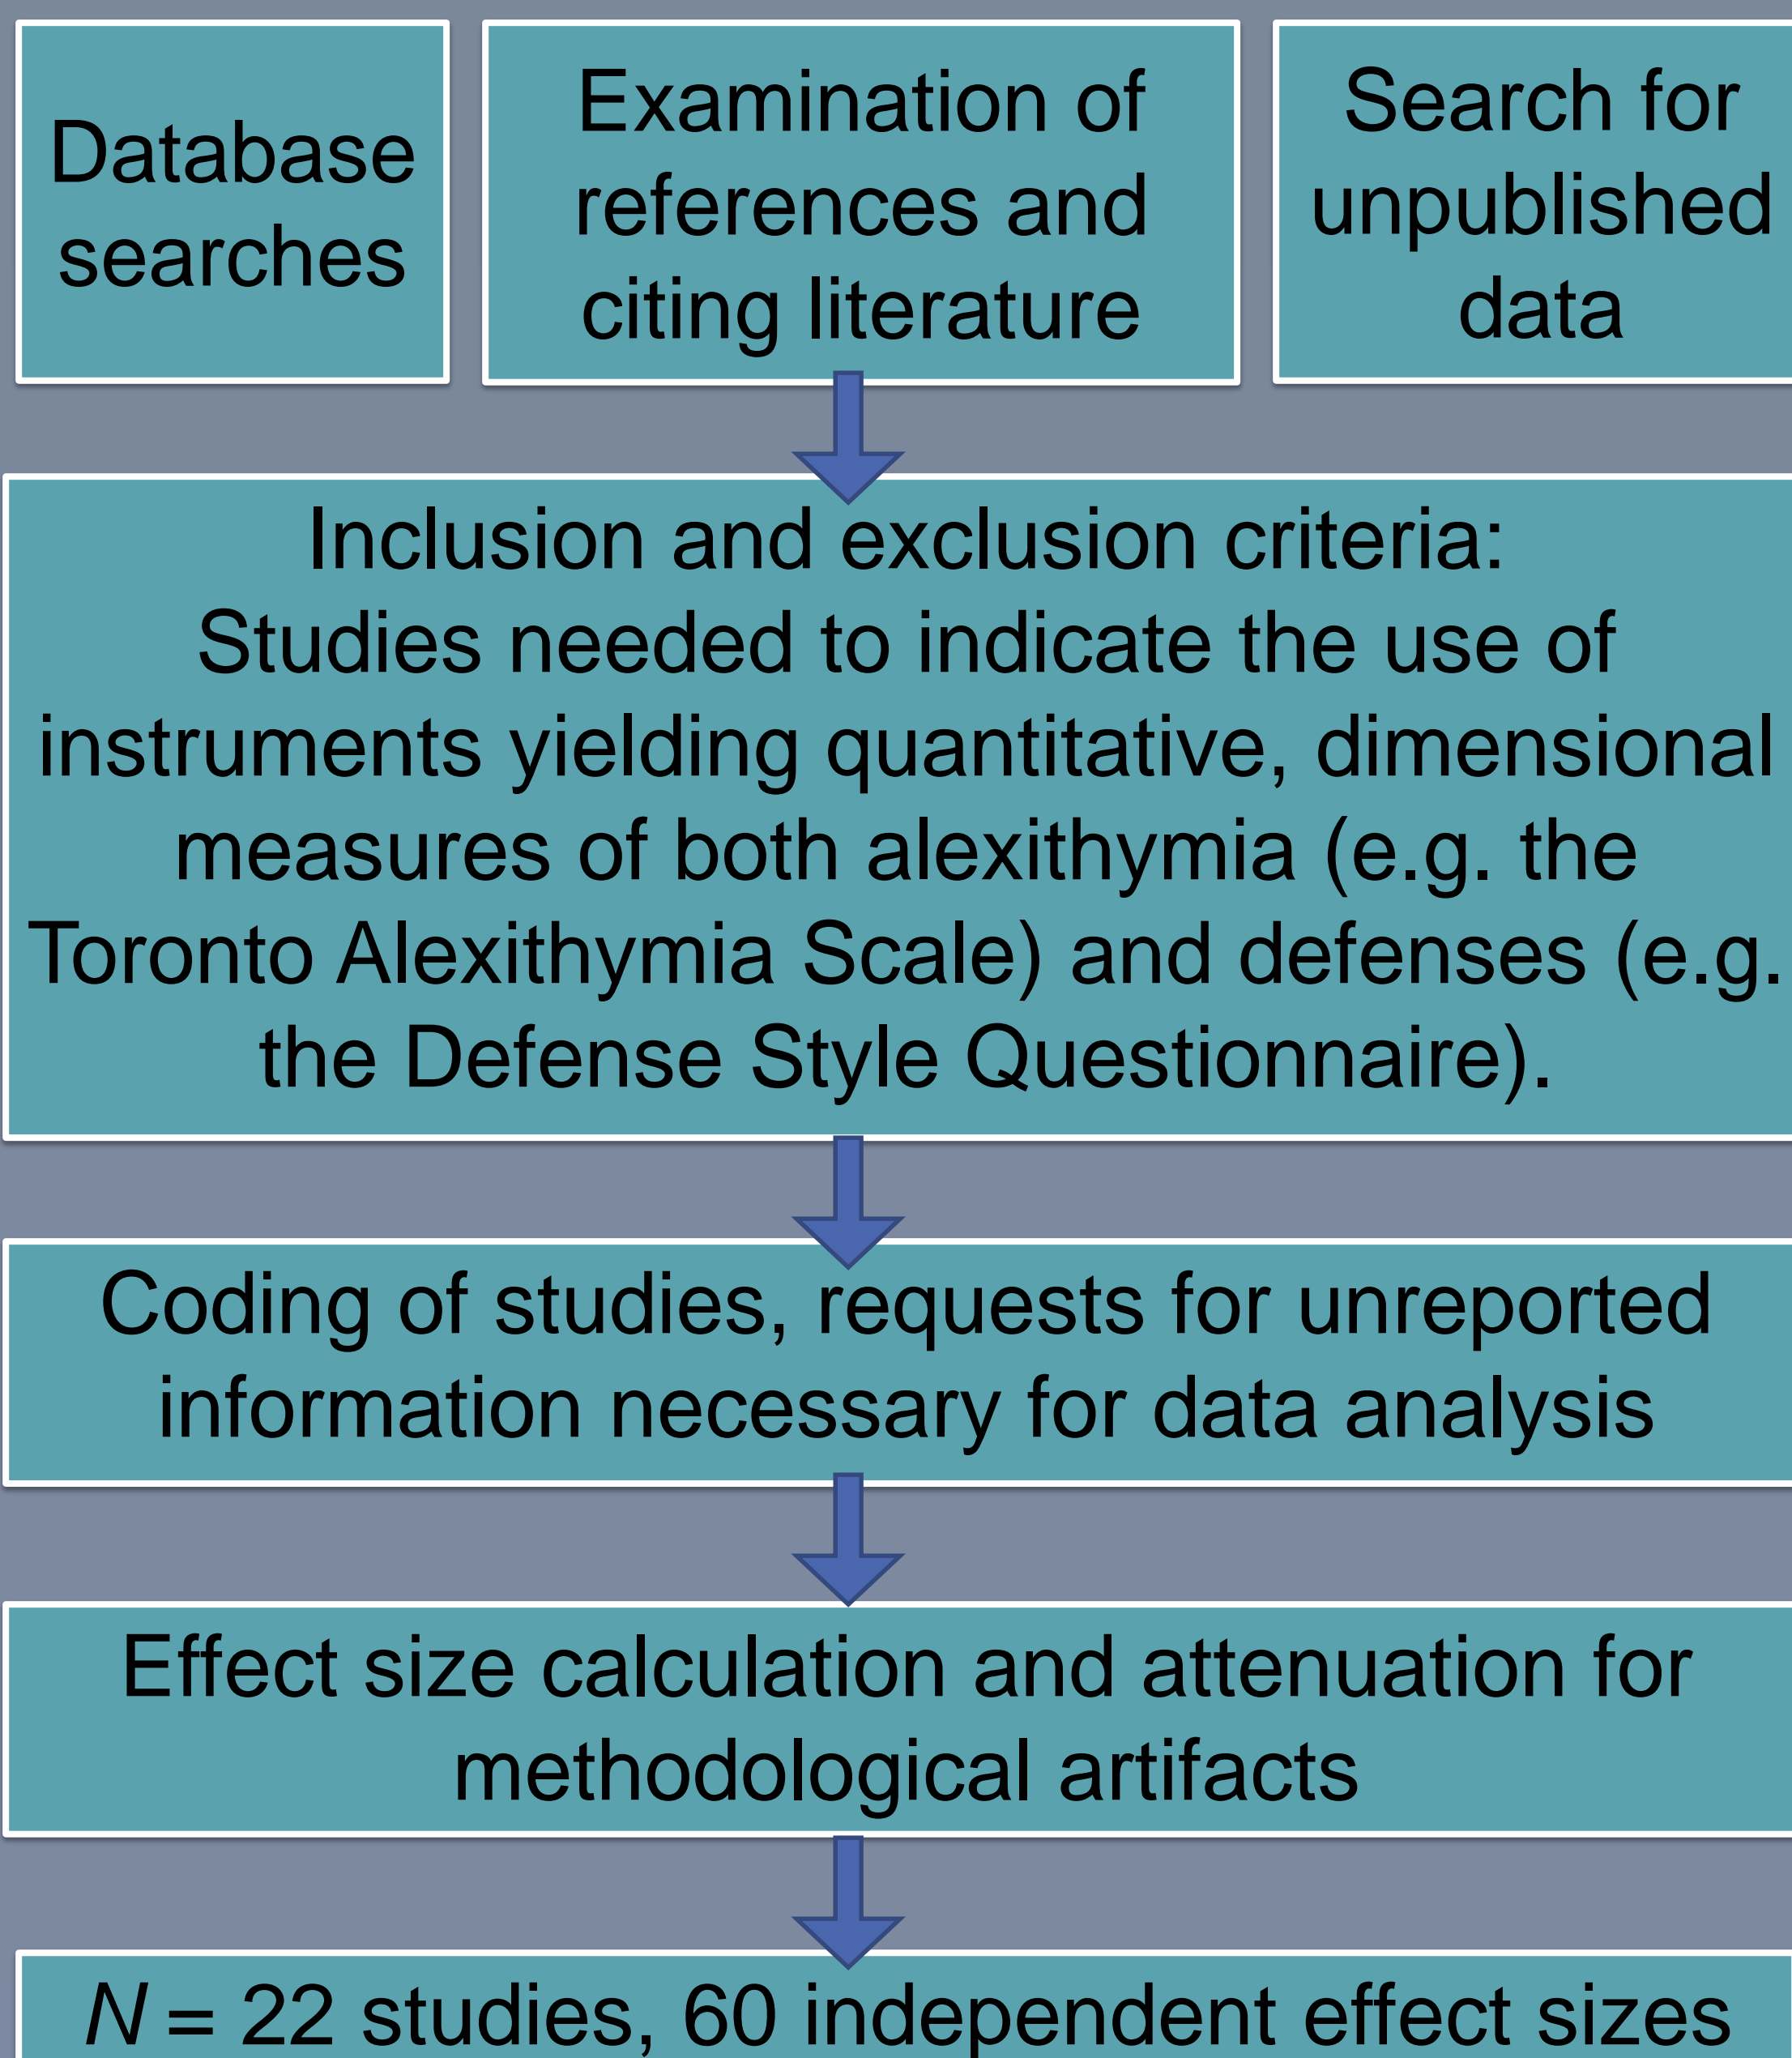 Database
searches
Examination of
references and
citing literature
Search for
unpublished
data
Inclusion and exclusion criteria:
Studies needed to indicate the use of
instruments yielding quantitative, dimensional
measures of both alexithymia (e.g. the
Toronto Alexithymia Scale) and defenses (e.g.
the Defense Style Questionnaire).
Coding of studies, requests for unreported
information necessary for data analysis
Effect size calculation and attenuation for
methodological artifacts
N = 22 studies, 60 independent effect sizes